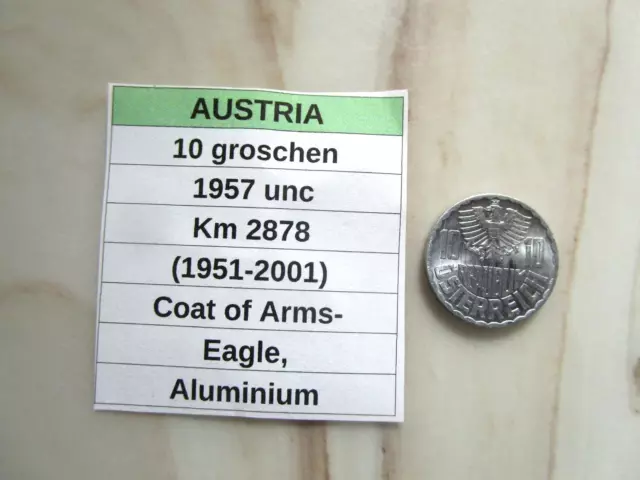 AUSTRIA
10 groschen
1957 unc
Km 2878
(1951-2001)
Coat of Arms-
Eagle,
Aluminium
10 10
REPUBLIK
ÖSTERREICH